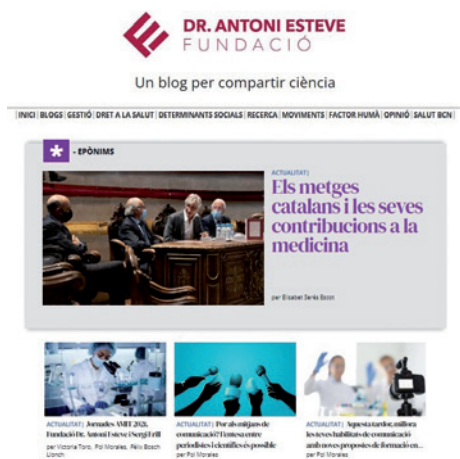 DR. ANTONI ESTEVE
FUNDACIÓ
Un blog per compartir ciència
| INICI | BLOGS | GESTIÓ | DRET A LA SALUT | DETERMINANTS SOCIALS | RECERCA | MOVIMENTS | FACTOR HUMÀ | OPINIÓ | SALUT BCN |
* - EPÒNIMS
ACTUALITAT |
Els metges
catalans i les seves
contribucions a la
medicina
per Elisabet Serés
ACTUALITAT | Jornades AMIT 2021,
Fundació Dr. Antoni Esteve i Sergi Erill
per Victoria Toro, Pol Morales, Fèlix Bosch
Llonch
ACTUALITAT | Por als mitjans de
comunicació? l'entesa entre
periodistes i científics és possible
per Pol Morales
ACTUALITAT | Aquesta tardor, millora
les teves habilitats de comunicació
amb noves propostes de formació en...
per Pol Morales